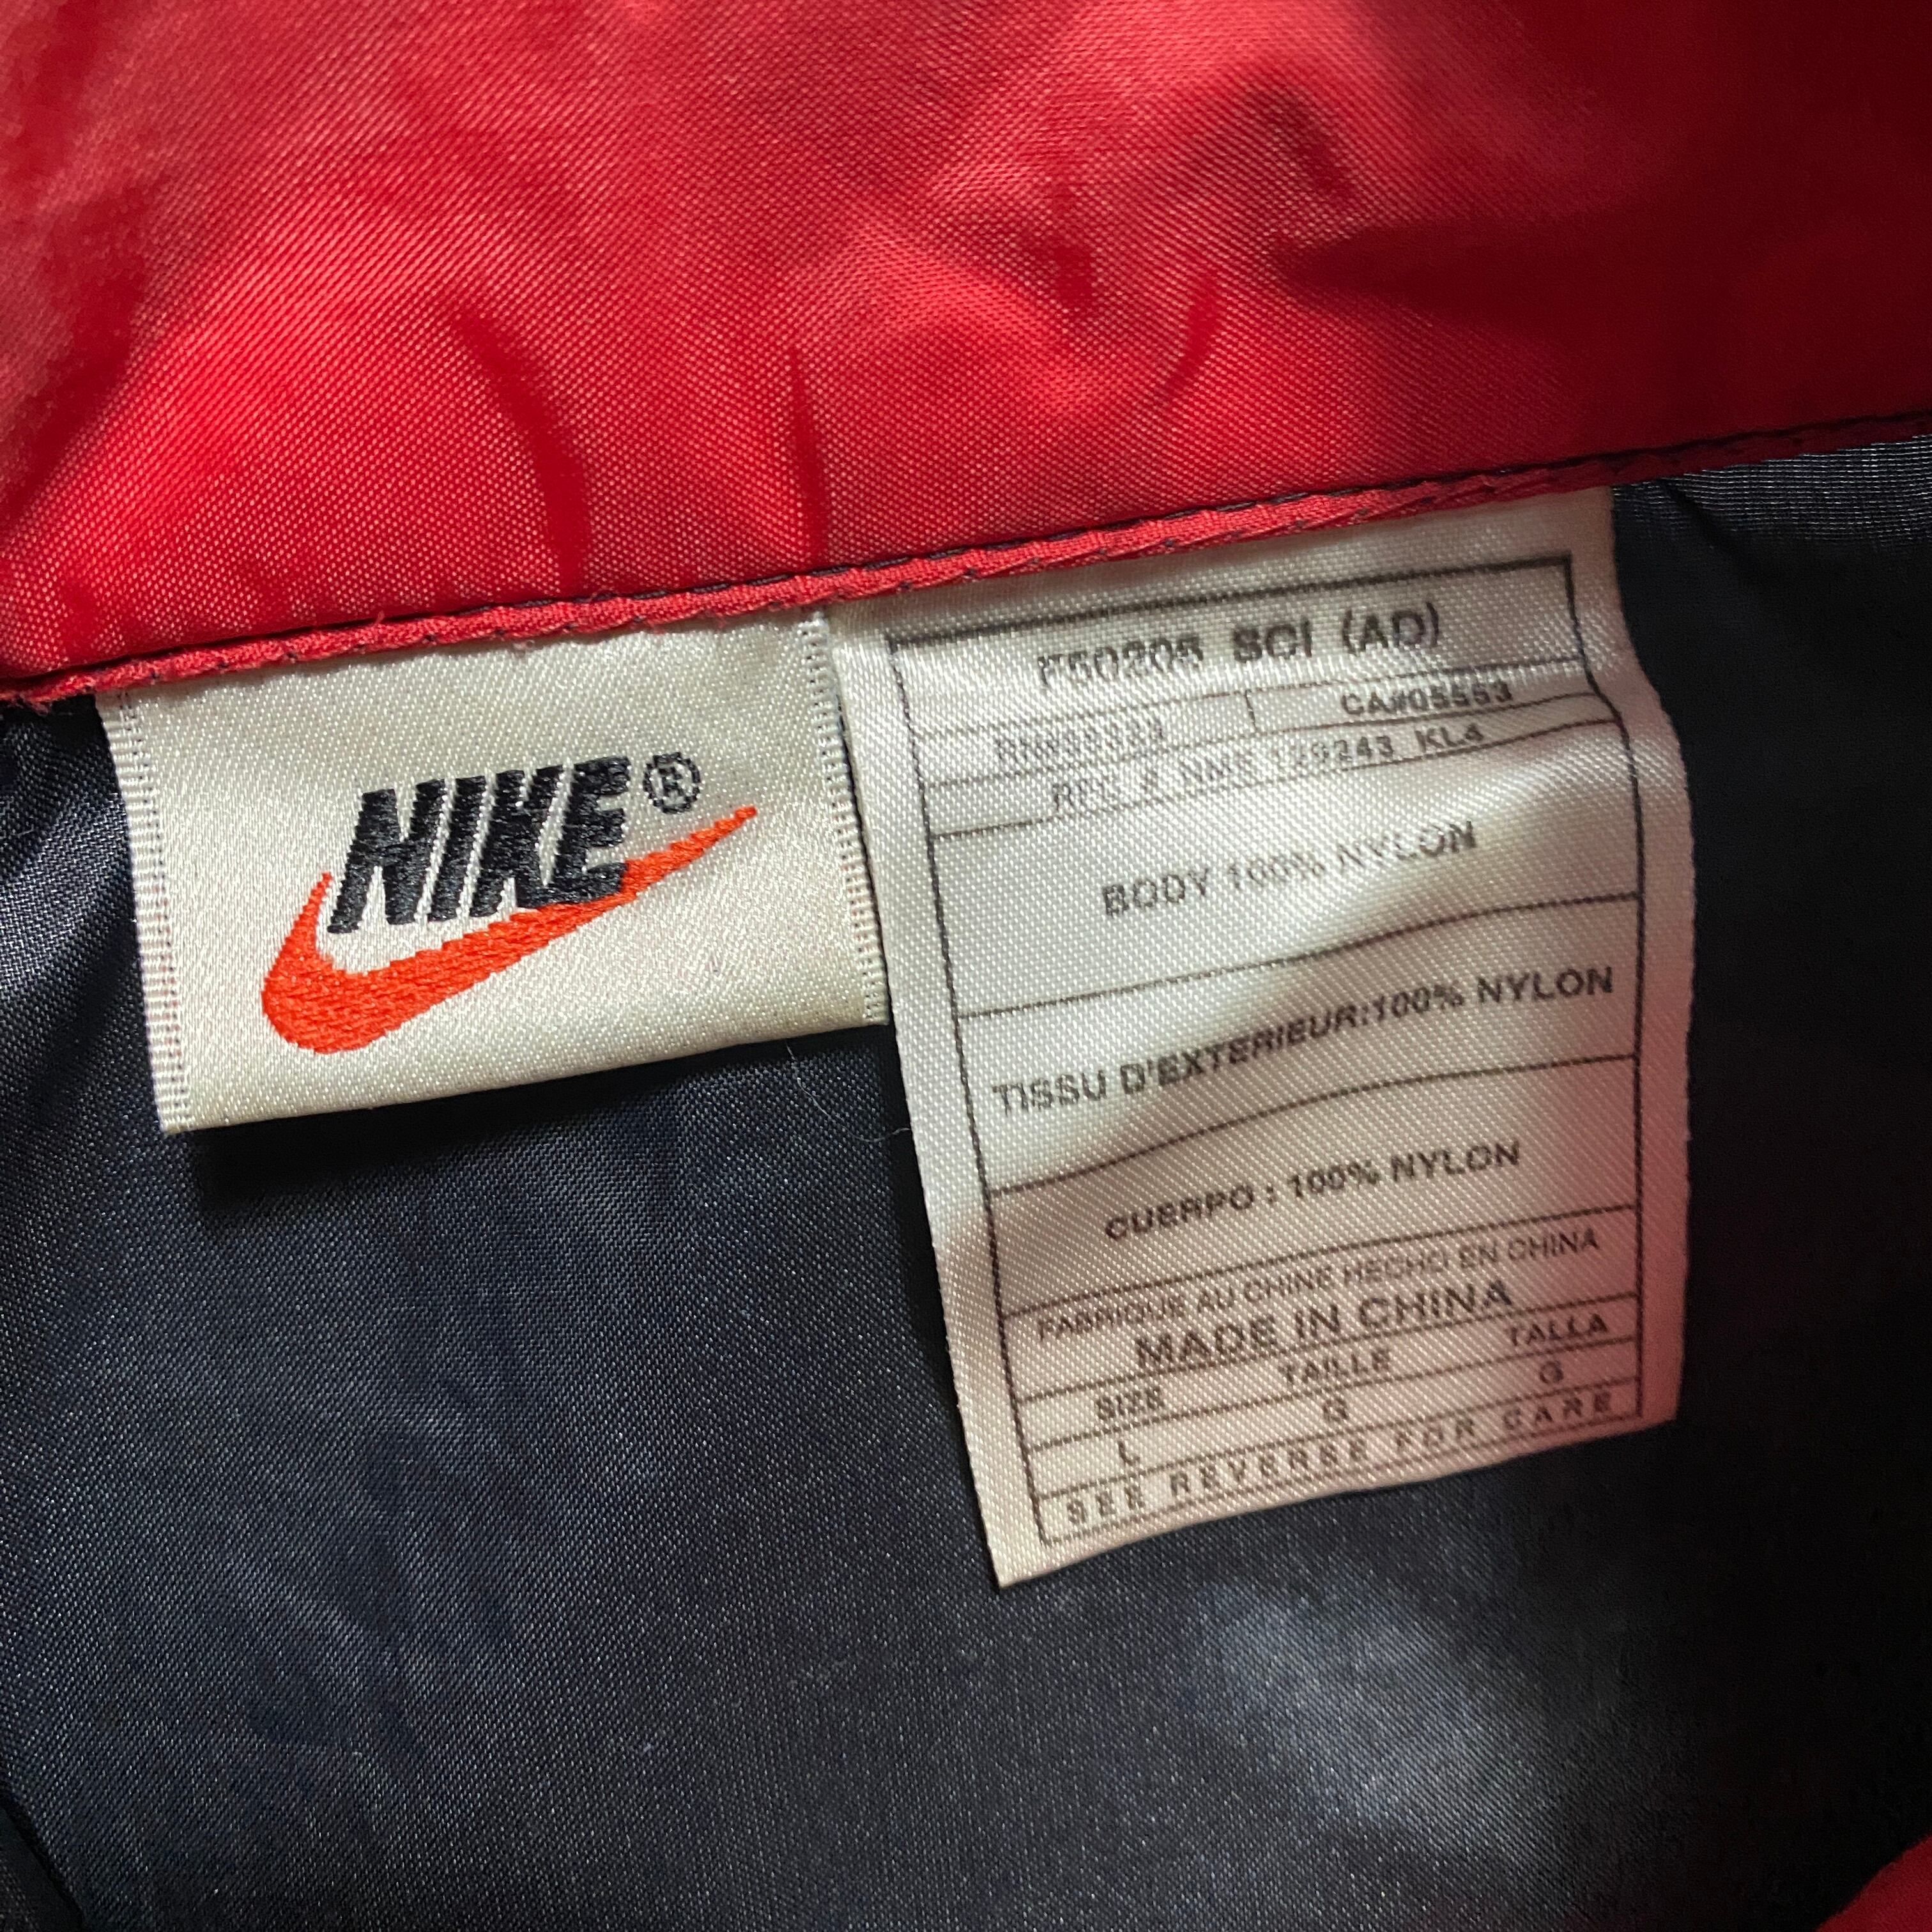 NIKE®
F50205 SCI (AD)
CA#05553
BODY 100% NYLON
TISSU D'EXTERIEUR:100% NYLON
CUERPO : 100% NYLON
FABRIQUE AU CHINE HECHO EN CHINA
MADE IN CHINA
SIZE TAILLE TALLA
L G G
SEE REVERSE FOR CARE